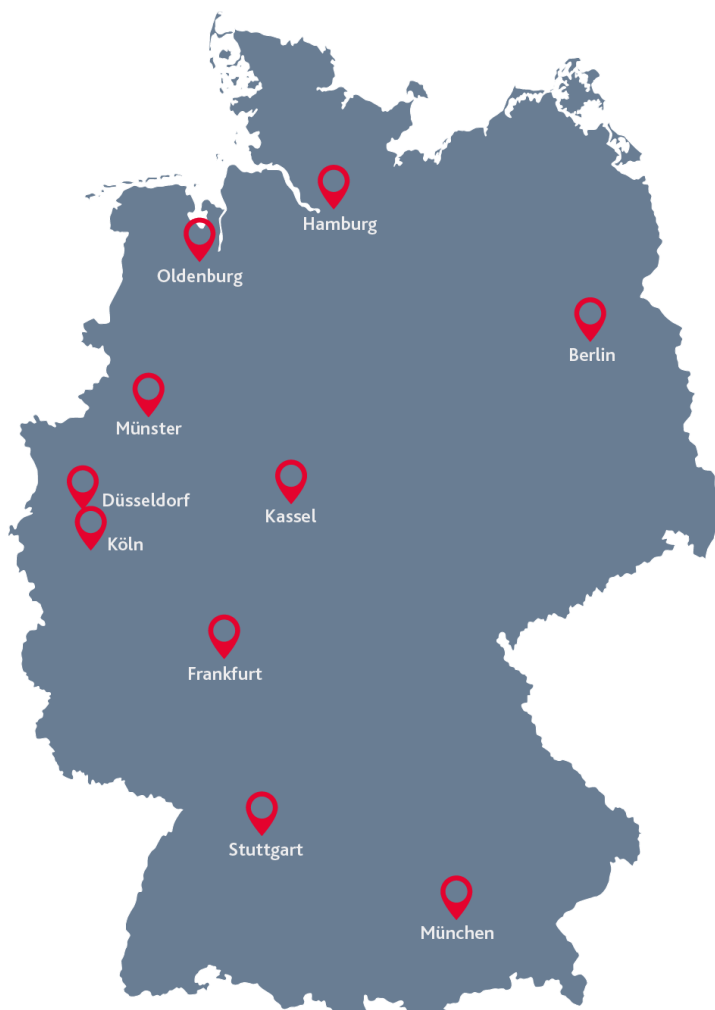 Hamburg
Oldenburg
Berlin
Münster
Düsseldorf
Kassel
Köln
Frankfurt
Stuttgart
München